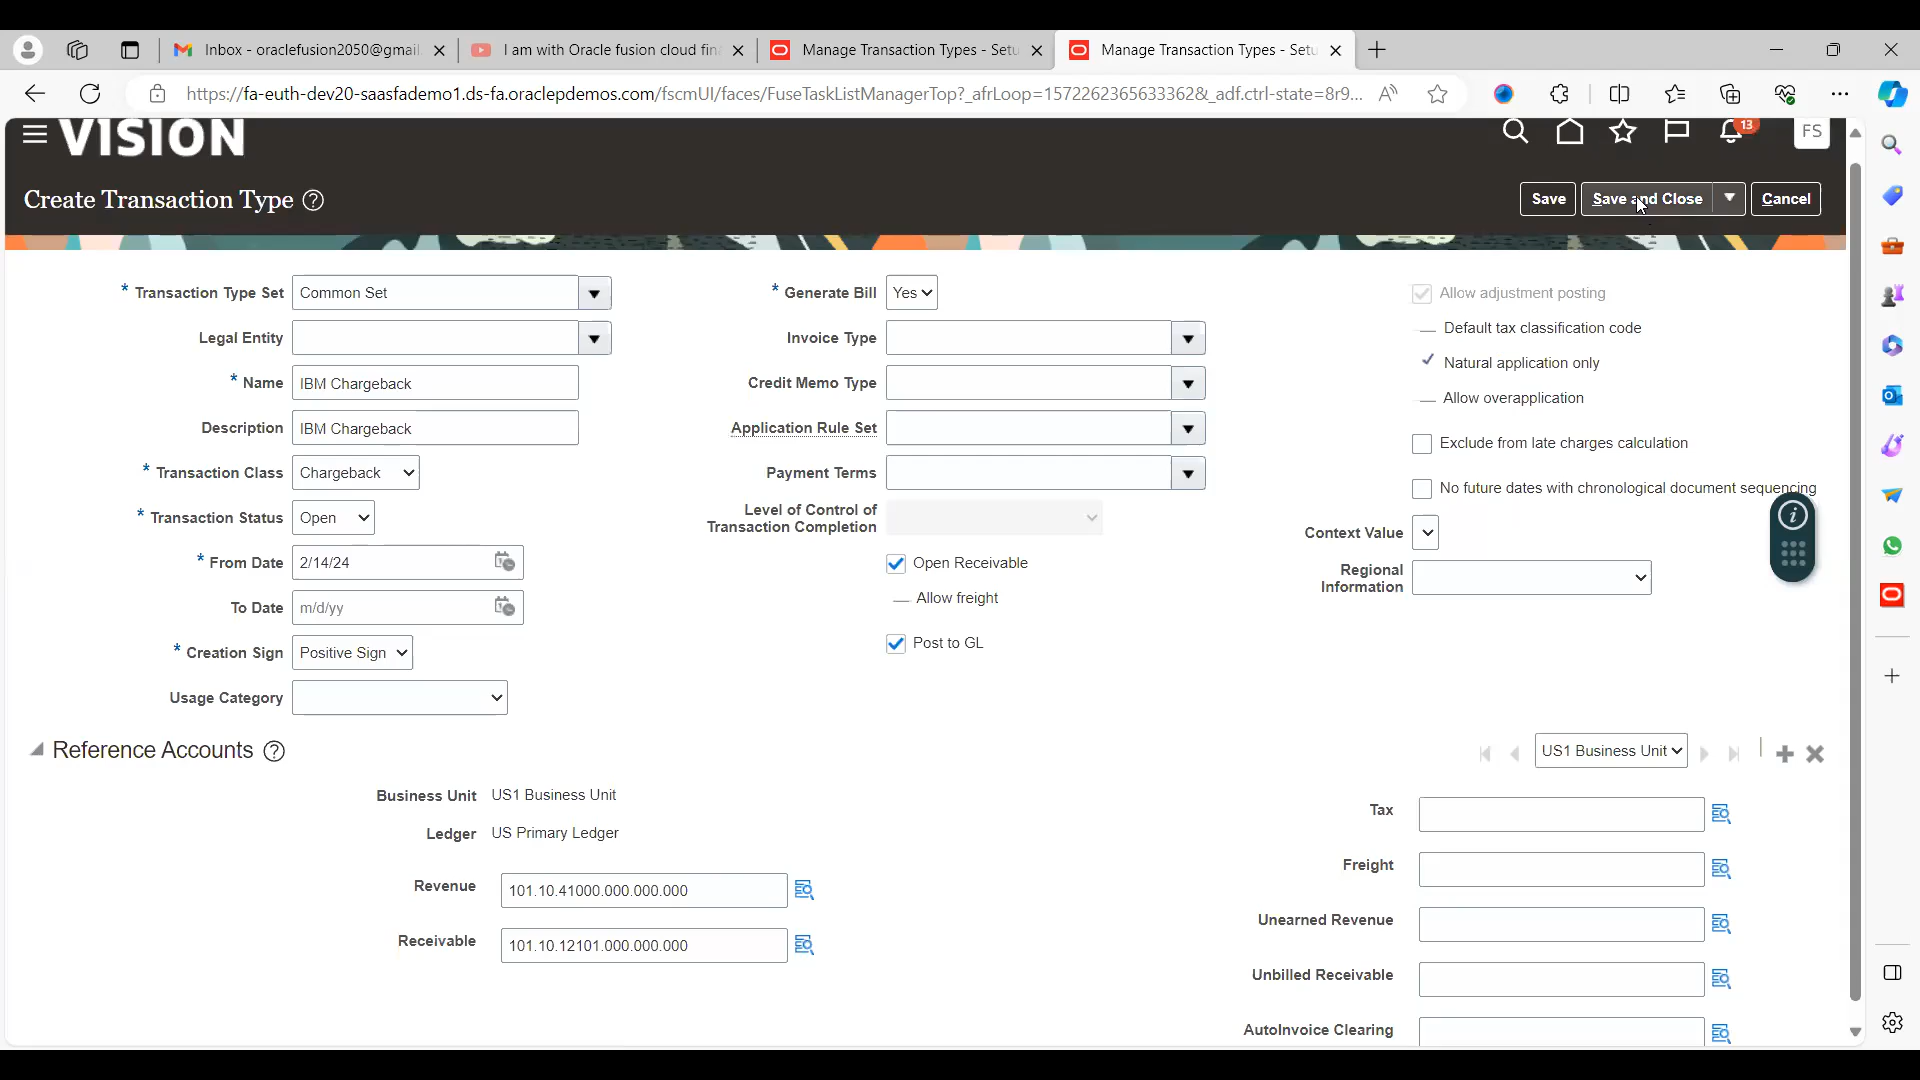 Inbox - oraclefusion2050@gmail.
I am with Oracle fusion cloud fin
Manage Transaction Types - Setu
Manage Transaction Types - Setu
https://fa-euth-dev20-saasfademo1.ds-fa.oraclepdemos.com/fscmUI/faces/FuseTaskListManagerTop?_afrLoop=1572262365633362&_adf.ctrl-state=8r9...
VISION
13
FS
Create Transaction Type ?
Save
Save and Close
Cancel
* Transaction Type Set Common Set
Legal Entity
* Name IBM Chargeback
Description IBM Chargeback
* Transaction Class Chargeback
* Transaction Status Open
* From Date 2/14/24
To Date m/d/yy
* Creation Sign Positive Sign
Usage Category
* Generate Bill Yes
Invoice Type
Credit Memo Type
Application Rule Set
Payment Terms
Level of Control of
Transaction Completion
Open Receivable
Allow freight
Post to GL
Allow adjustment posting
Default tax classification code
Natural application only
Allow overapplication
Exclude from late charges calculation
No future dates with chronological document sequencing
Context Value
Regional
Information
Reference Accounts ?
US1 Business Unit
Business Unit US1 Business Unit
Ledger US Primary Ledger
Revenue 101.10.41000.000.000.000
Receivable 101.10.12101.000.000.000
Tax
Freight
Unearned Revenue
Unbilled Receivable
AutoInvoice Clearing